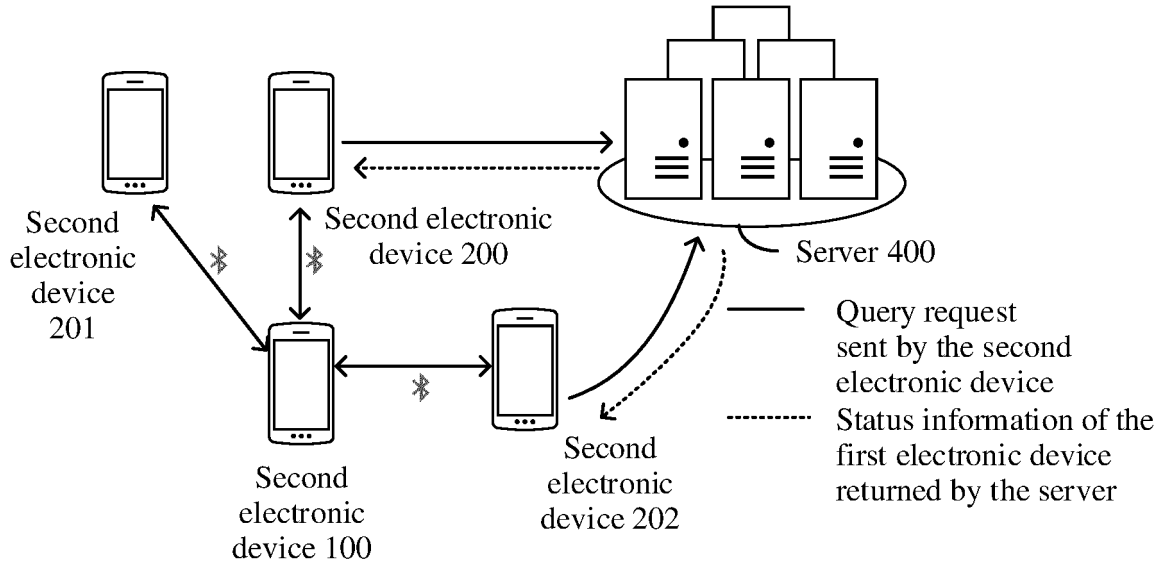 Second
electronic
device
201
Second electronic
device 200
Server 400
Second
electronic
device 100
Second
electronic
device 202
Query request
sent by the second
electronic device
Status information of the
first electronic device
returned by the server